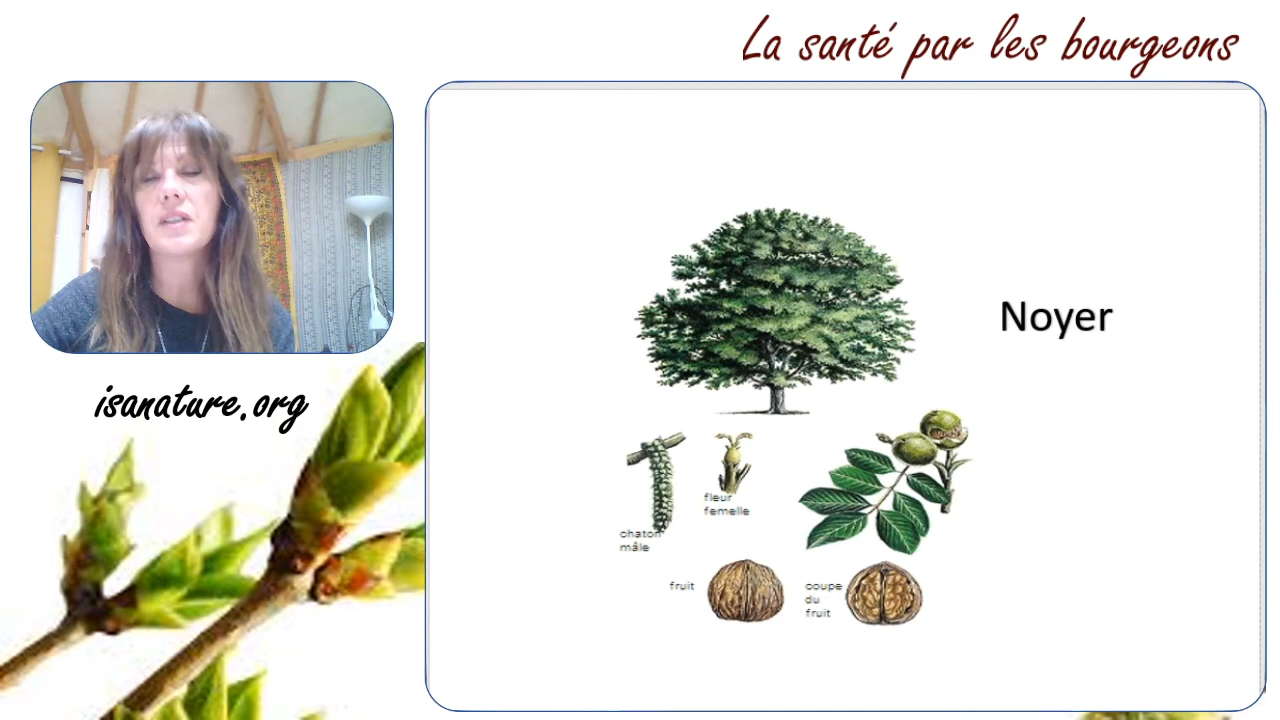 La santé par les bourgeons
isanature.org
Noyer
fleur
femelle
chaton
mâle
fruit
coupe
du
fruit